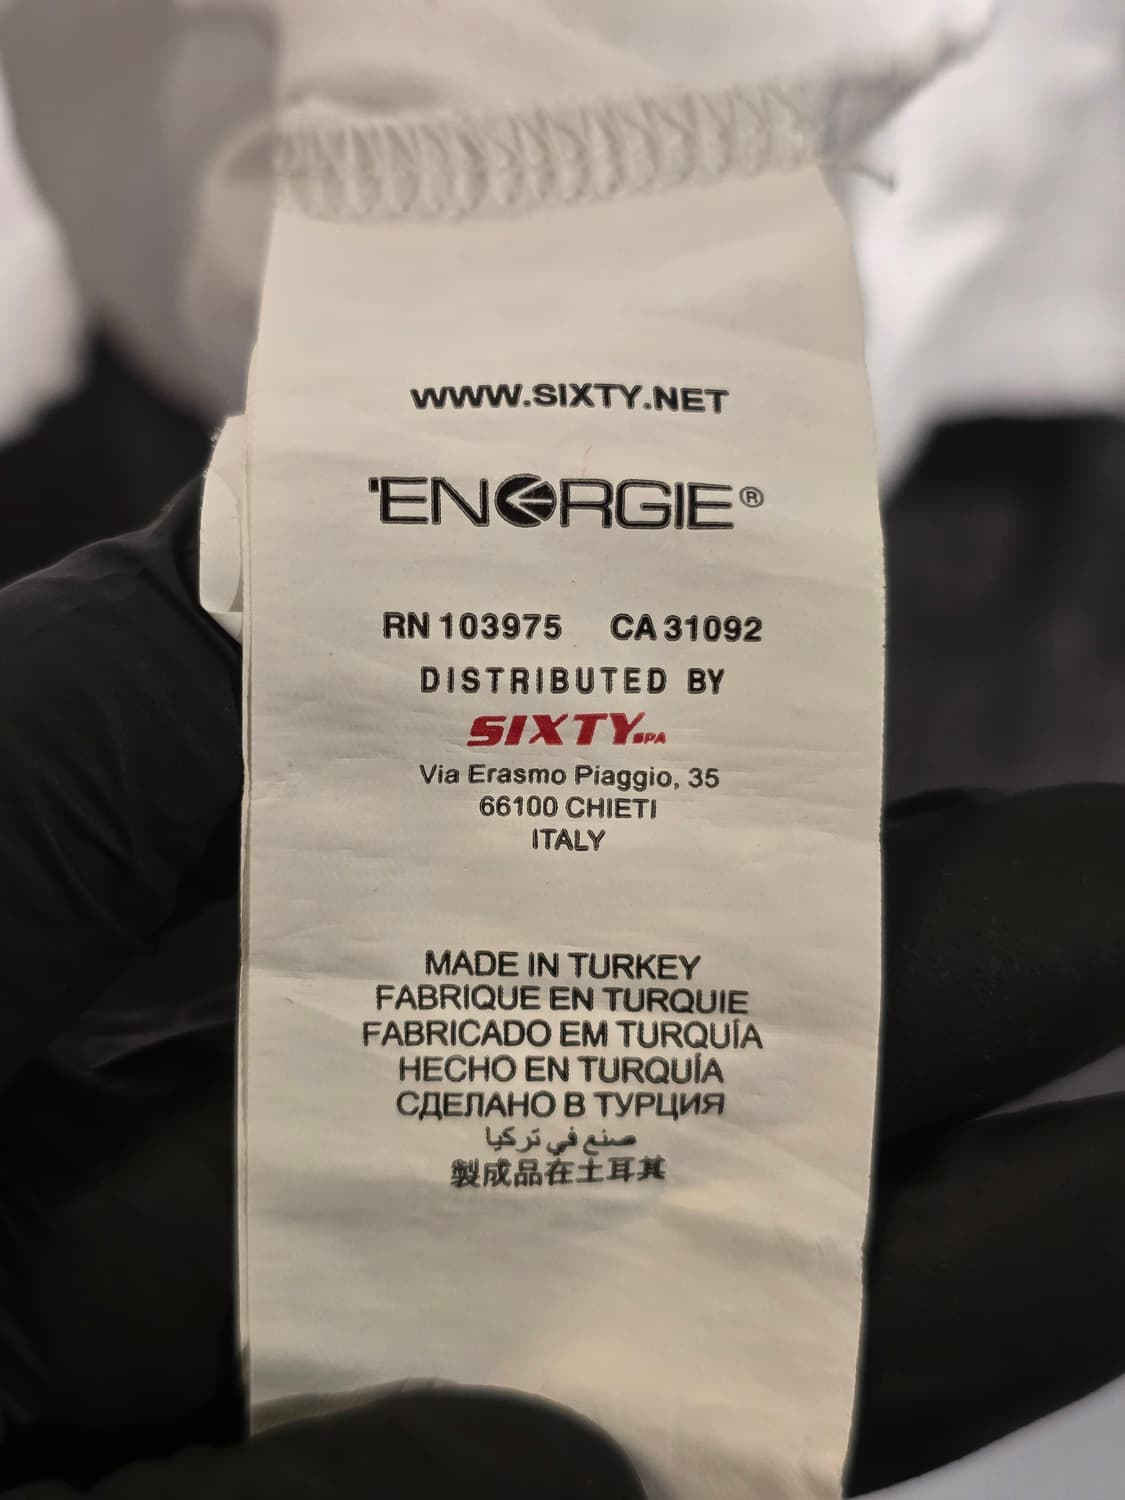 WWW.SIXTY.NET
'ENERGIE®
RN 103975 CA 31092
DISTRIBUTED BY
SIXTY SPA
Via Erasmo Piaggio, 35
66100 CHIETI
ITALY
MADE IN TURKEY
FABRIQUE EN TURQUIE
FABRICADO EM TURQUÍA
HECHO EN TURQUÍA
СДЕЛАНО В ТУРЦИЯ
صنع في تركيا
製成品在土耳其